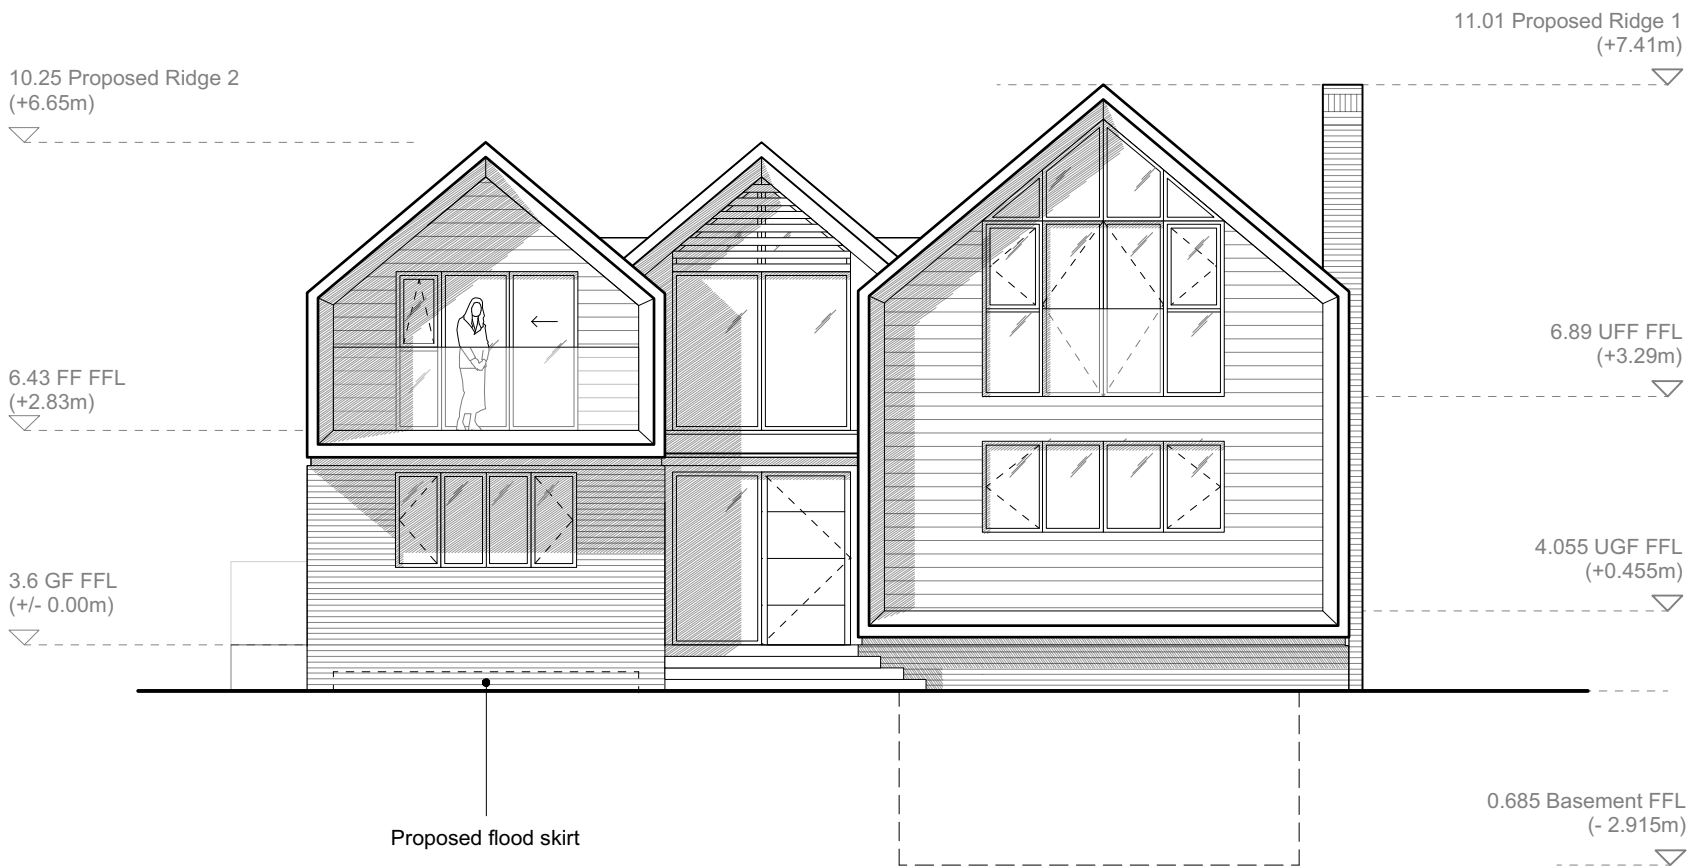 11.01 Proposed Ridge 1
(+7.41m)
10.25 Proposed Ridge 2
(+6.65m)
6.89 UFF FFL
(+3.29m)
6.43 FF FFL
(+2.83m)
4.055 UGF FFL
(+0.455m)
3.6 GF FFL
(+/- 0.00m)
0.685 Basement FFL
(- 2.915m)
Proposed flood skirt